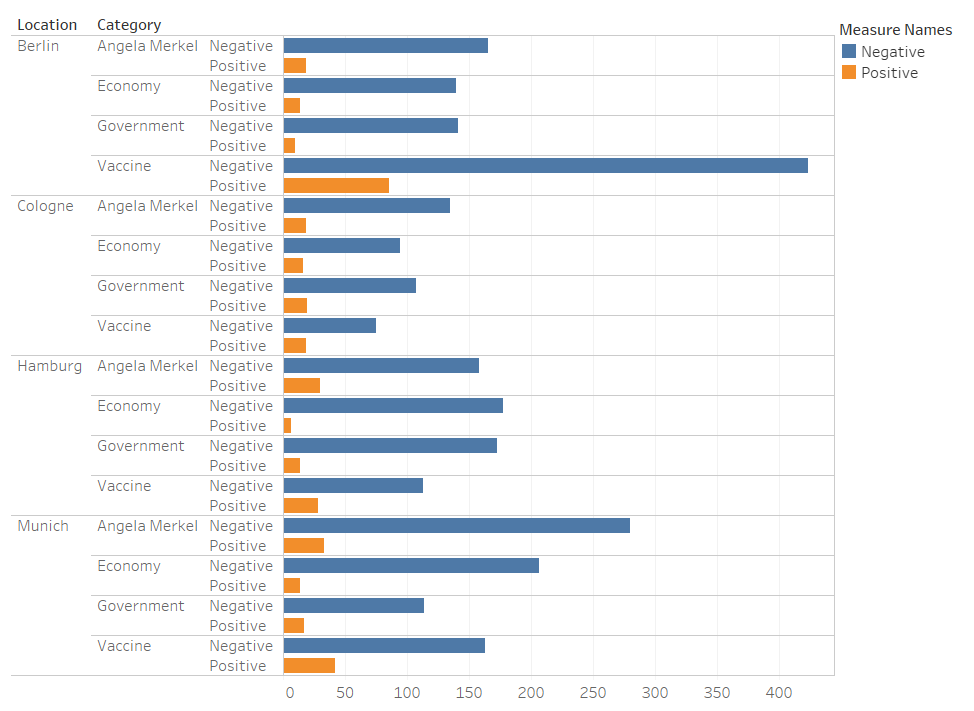 Location Category
Berlin Angela Merkel Negative
Positive
Economy Negative
Positive
Government Negative
Positive
Vaccine Negative
Positive
Cologne Angela Merkel Negative
Positive
Economy Negative
Positive
Government Negative
Positive
Vaccine Negative
Positive
Hamburg Angela Merkel Negative
Positive
Economy Negative
Positive
Government Negative
Positive
Vaccine Negative
Positive
Munich Angela Merkel Negative
Positive
Economy Negative
Positive
Government Negative
Positive
Vaccine Negative
Positive
0 50 100 150 200 250 300 350 400
Measure Names
Negative
Positive